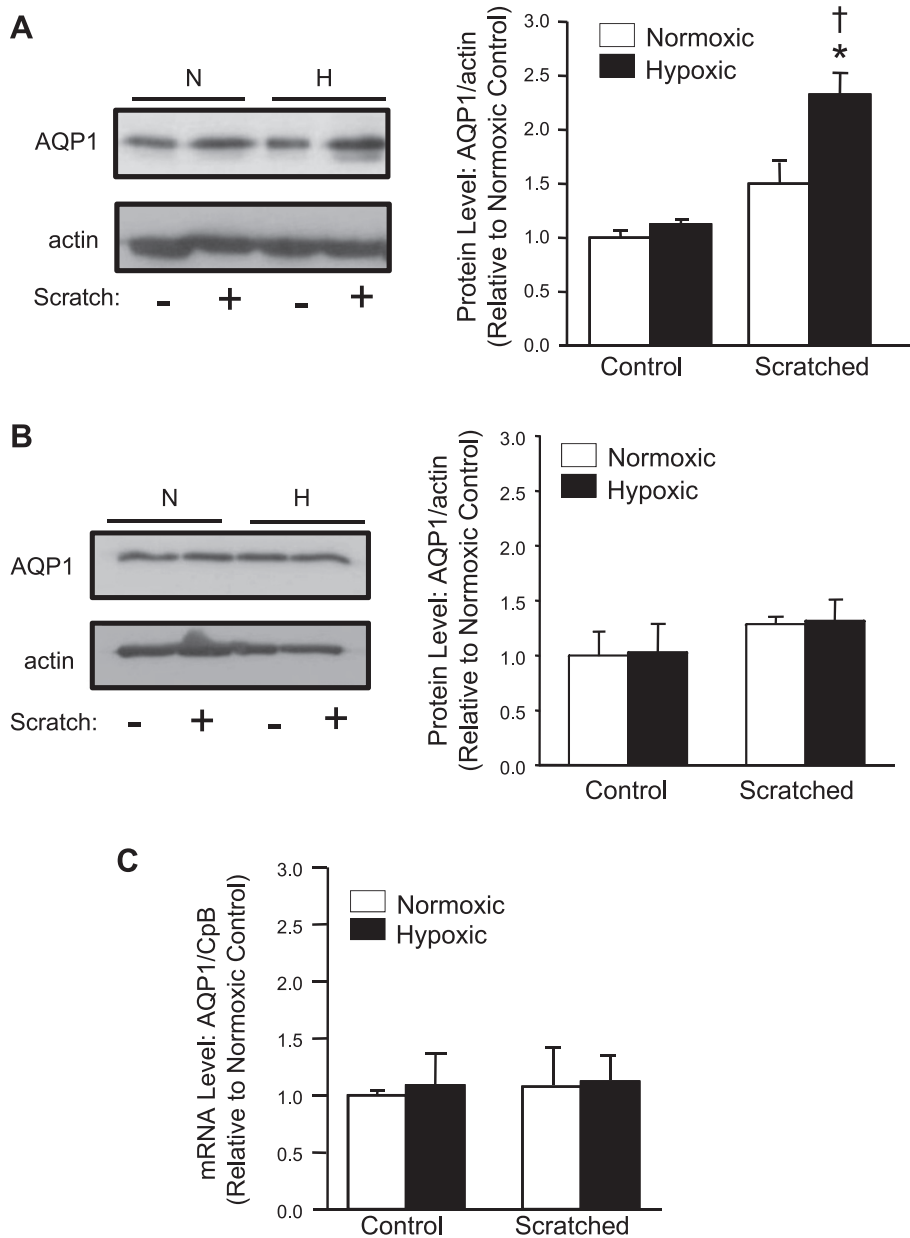 A
N H
AQP1
actin
Scratch: - + - +
Protein Level: AQP1/actin
(Relative to Normoxic Control)
3.0
2.5
2.0
1.5
1.0
0.5
0.0
Normoxic
Hypoxic
†
*
Control Scratched
B
N H
AQP1
actin
Scratch: - + - +
Protein Level: AQP1/actin
(Relative to Normoxic Control)
3.0
2.5
2.0
1.5
1.0
0.5
0.0
Normoxic
Hypoxic
Control Scratched
C
mRNA Level: AQP1/CpB
(Relative to Normoxic Control)
3.0
2.5
2.0
1.5
1.0
0.5
0.0
Normoxic
Hypoxic
Control Scratched